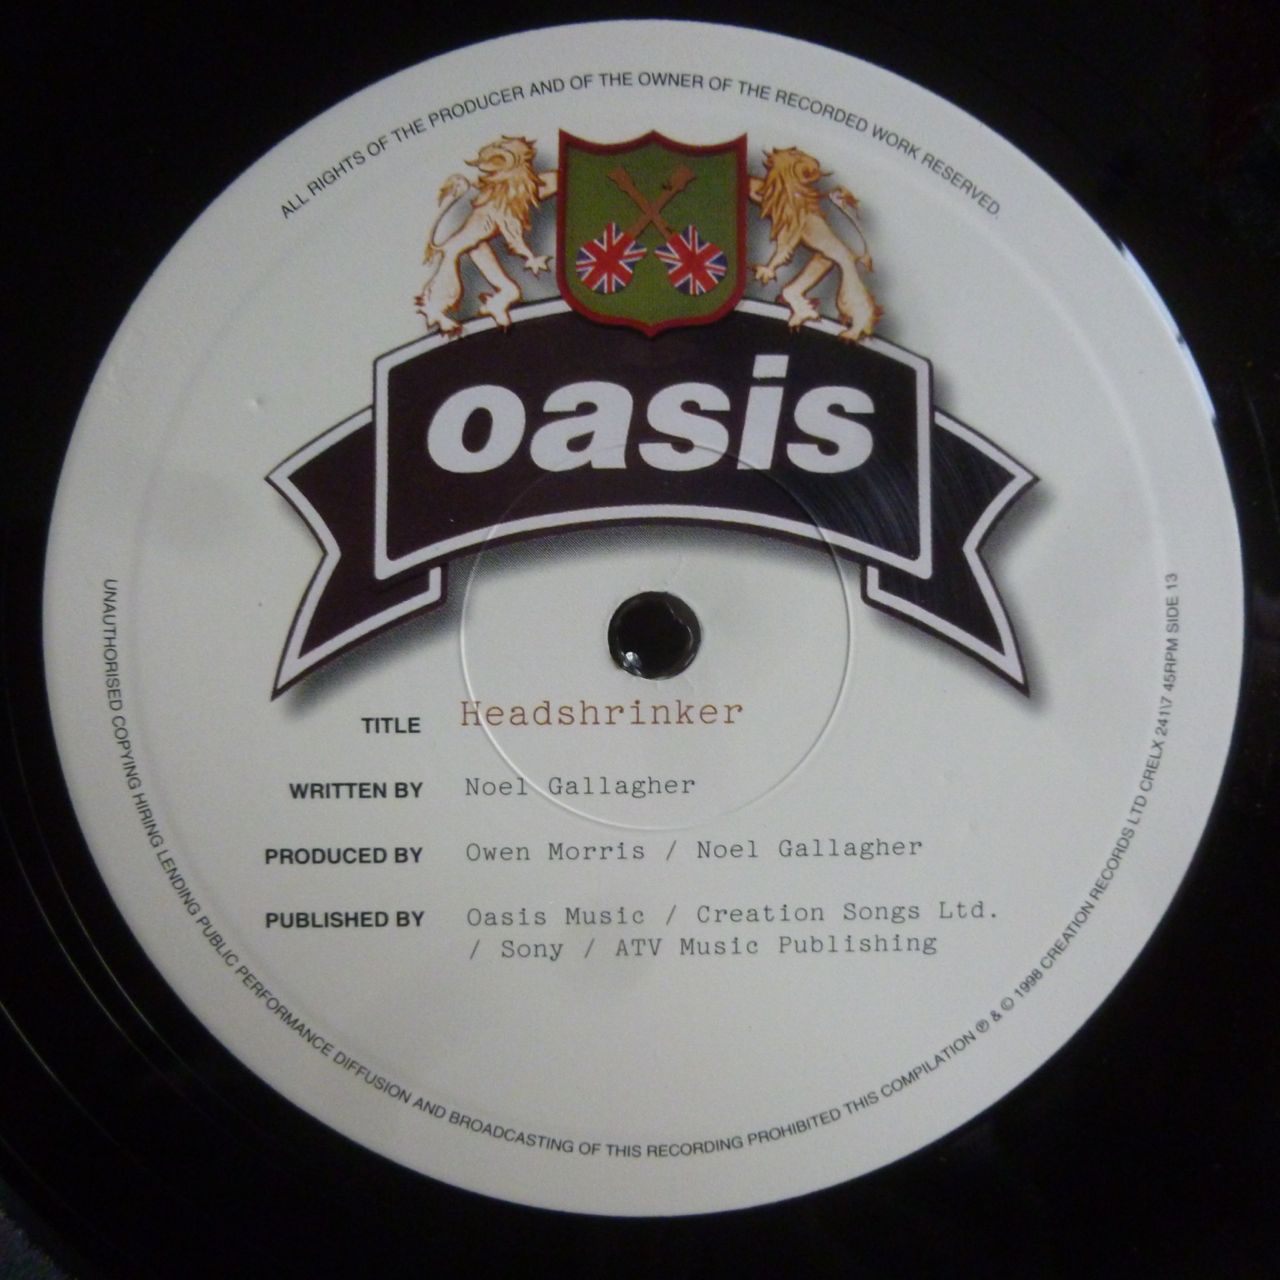 ALL RIGHTS OF THE PRODUCER AND OF THE OWNER OF THE RECORDED WORK RESERVED.
oasis
TITLE Headshrinker
WRITTEN BY Noel Gallagher
PRODUCED BY Owen Morris / Noel Gallagher
PUBLISHED BY Oasis Music / Creation Songs Ltd.
/ Sony / ATV Music Publishing
UNAUTHORISED COPYING HIRING LENDING PUBLIC PERFORMANCE DIFFUSION AND BROADCASTING OF THIS RECORDING PROHIBITED THIS COMPILATION ℗ & © 1998 CREATION RECORDS LTD CRELX 241\7 45RPM SIDE 13